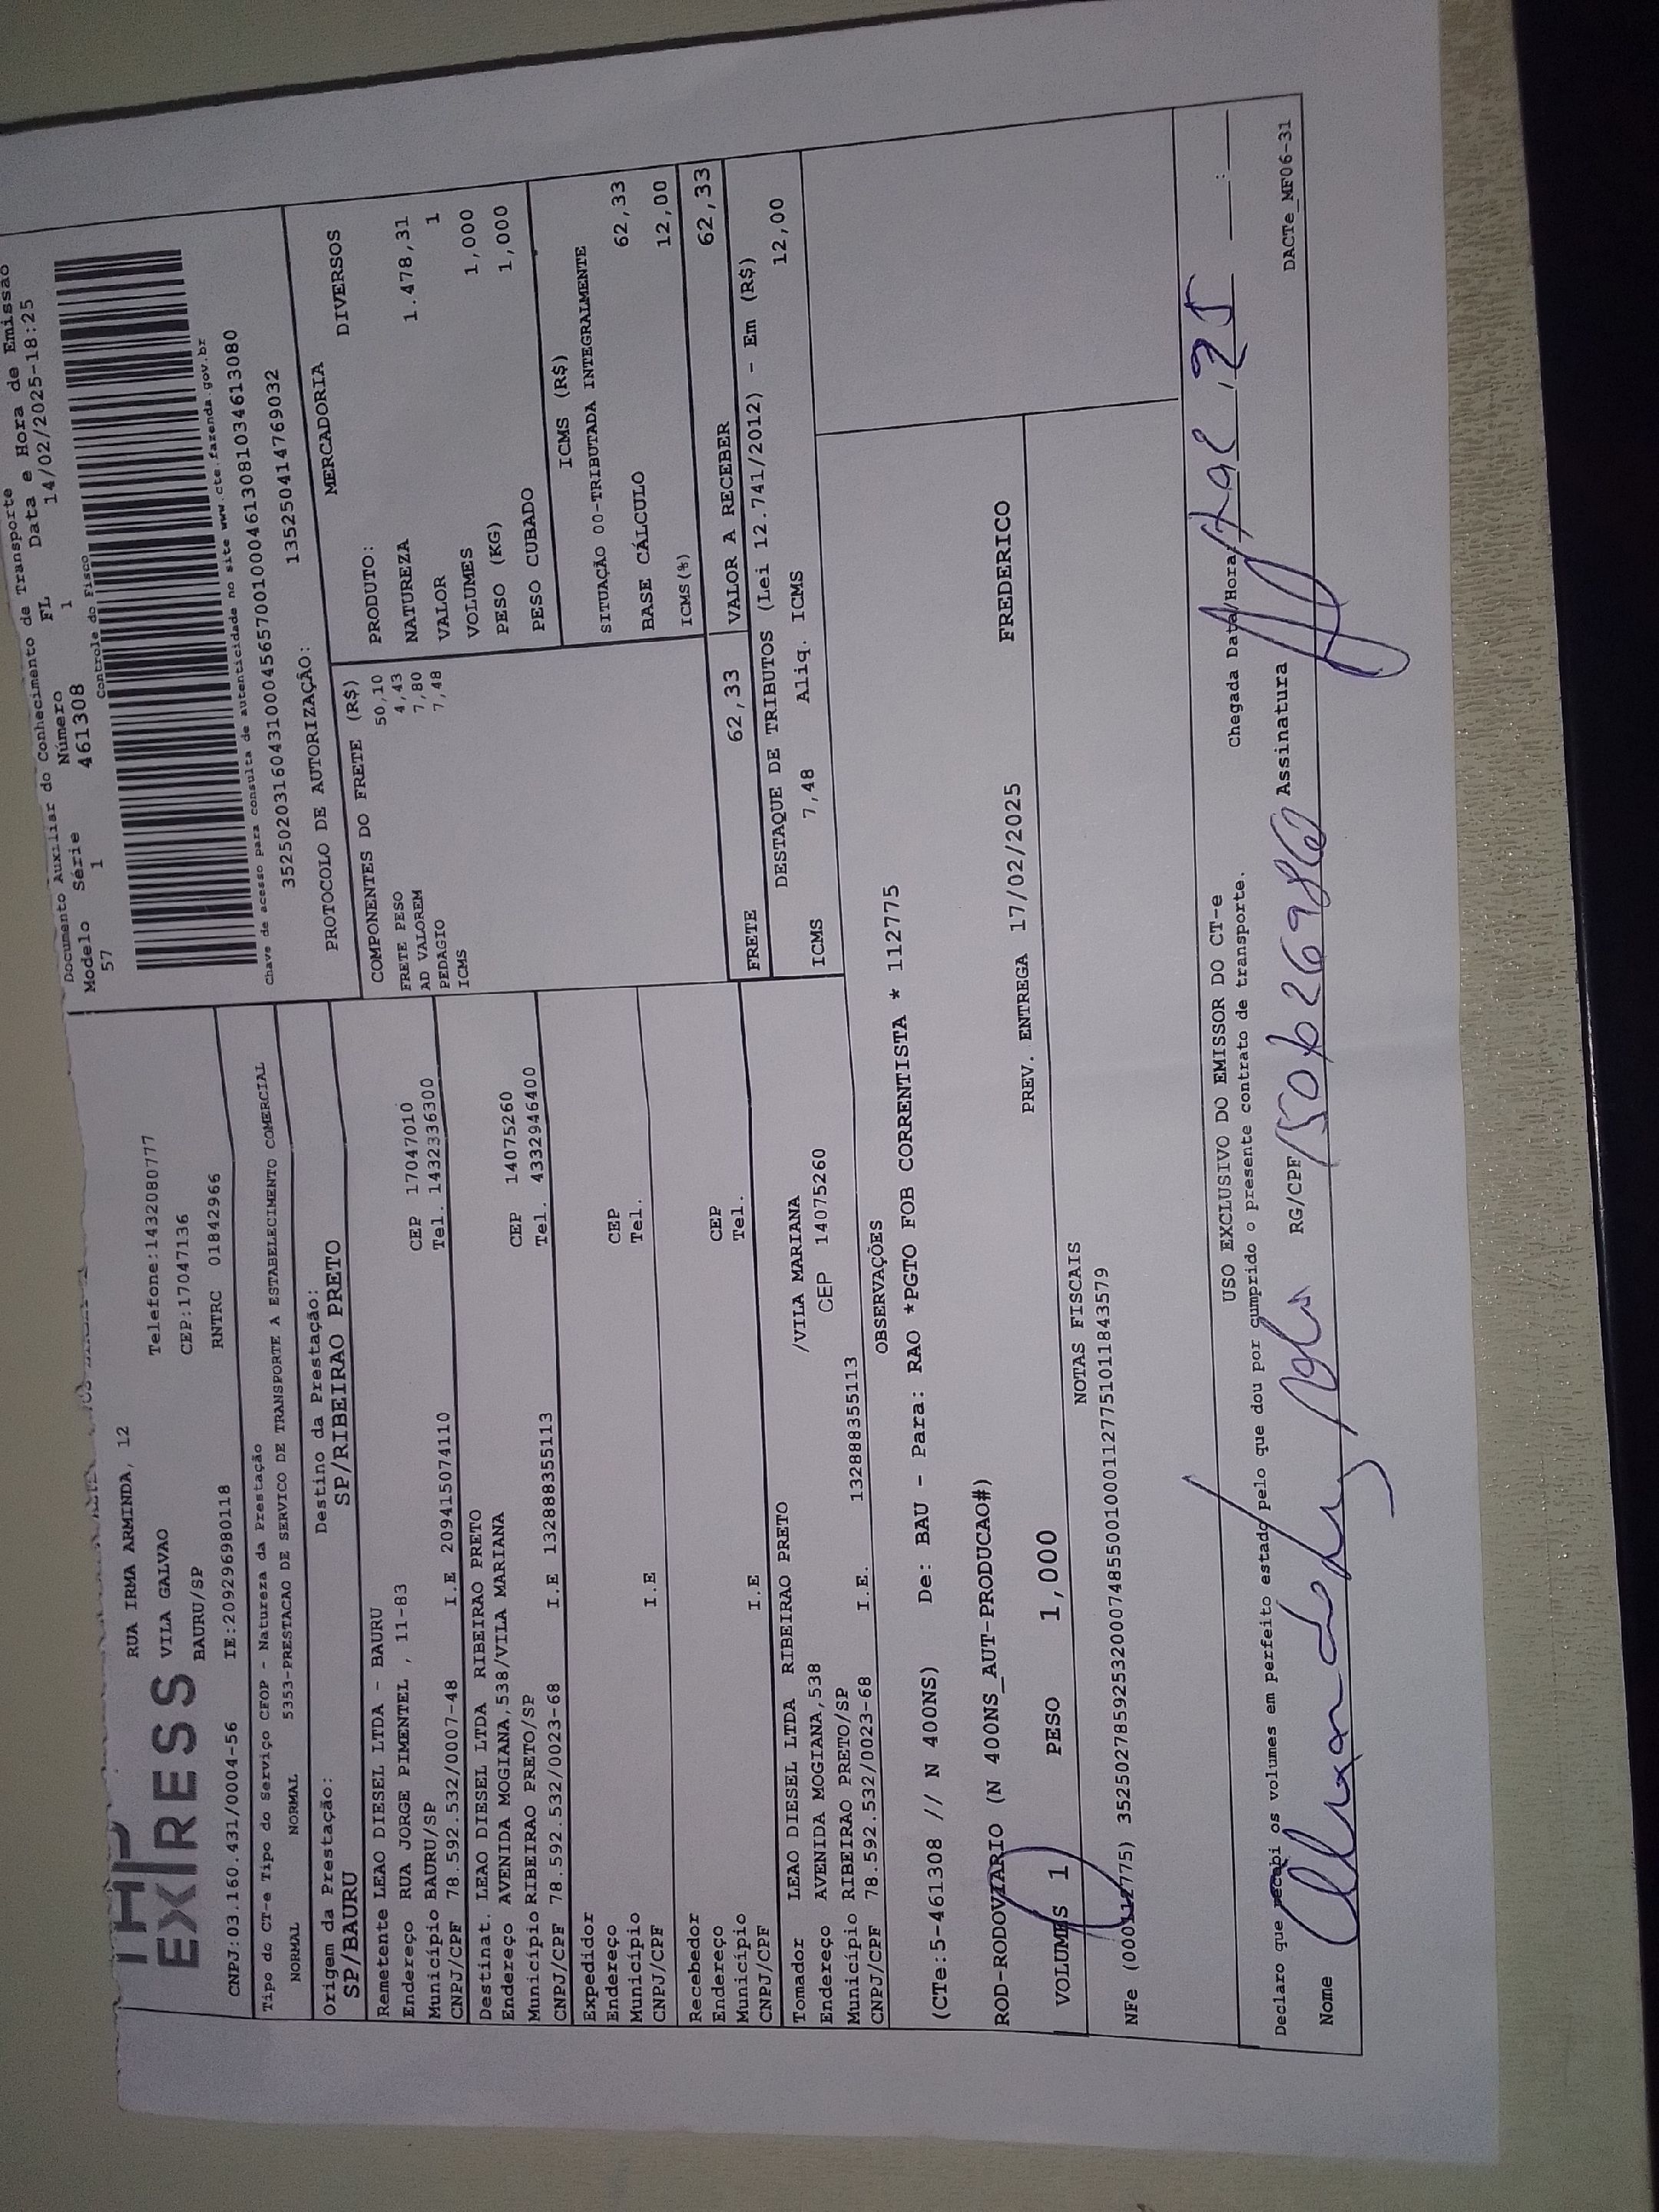 THP
EXPRESS
RUA IRMA ARMINDA, 12
Telefone:1432080777
VILA GALVAO
CEP:17047136
BAURU/SP
CNPJ:03.160.431/0004-56 IE:209296980118 RNTRC 01842966
Documento Auxiliar do Conhecimento de Transporte
Modelo Série Número FL Data e Hora de Emissão
57 1 461308 1 14/02/2025-18:25
Controle do Fisco
Chave de acesso para consulta de autenticidade no site www.cte.fazenda.gov.br
35250203160431000456570010004613081034613080
PROTOCOLO DE AUTORIZAÇÃO: 135250414769032
Tipo do CT-e Tipo do Serviço CFOP - Natureza da Prestação
NORMAL NORMAL 5353-PRESTACAO DE SERVICO DE TRANSPORTE A ESTABELECIMENTO COMERCIAL
Origem da Prestação: Destino da Prestação:
SP/BAURU SP/RIBEIRAO PRETO
Remetente LEAO DIESEL LTDA - BAURU
Endereço RUA JORGE PIMENTEL , 11-83 CEP 17047010
Município BAURU/SP Tel. 1432336300
CNPJ/CPF 78.592.532/0007-48 I.E 209415074110
Destinat. LEAO DIESEL LTDA RIBEIRAO PRETO
Endereço AVENIDA MOGIANA,538/VILA MARIANA CEP 14075260
Município RIBEIRAO PRETO/SP Tel. 4332946400
CNPJ/CPF 78.592.532/0023-68 I.E 132888355113
Expedidor
Endereço CEP
Município Tel.
CNPJ/CPF I.E
Recebedor
Endereço CEP
Município Tel.
CNPJ/CPF I.E
Tomador LEAO DIESEL LTDA RIBEIRAO PRETO
Endereço AVENIDA MOGIANA,538 /VILA MARIANA
Município RIBEIRAO PRETO/SP CEP 14075260
CNPJ/CPF 78.592.532/0023-68 I.E. 132888355113
COMPONENTES DO FRETE (R$)
FRETE PESO 50,10
AD VALOREM 4,43
PEDAGIO 7,80
ICMS 7,48
MERCADORIA
PRODUTO: DIVERSOS
NATUREZA
VALOR 1.478,31
VOLUMES 1
PESO (KG) 1,000
PESO CUBADO 1,000
ICMS (R$)
SITUAÇÃO 00-TRIBUTADA INTEGRALMENTE
BASE CÁLCULO 62,33
ICMS(%) 12,00
FRETE 62,33 VALOR A RECEBER 62,33
DESTAQUE DE TRIBUTOS (Lei 12.741/2012) - Em (R$)
ICMS 7,48 Aliq. ICMS 12,00
OBSERVAÇÕES
(CTe:5-461308 // N 400NS) De: BAU - Para: RAO *PGTO FOB CORRENTISTA * 112775
ROD-RODOVIARIO (N 400NS_AUT-PRODUCAO#) FREDERICO
VOLUMES 1 PESO 1,000 PREV. ENTREGA 17/02/2025
NOTAS FISCAIS
NFe (000112775) 35250278592532000748550010001127751011843579
USO EXCLUSIVO DO EMISSOR DO CT-e
Declaro que recebi os volumes em perfeito estado pelo que dou por cumprido o presente contrato de transporte.
Chegada Data/Hora 25 :
Nome RG/CPF Assinatura
DACTe_MF06-31